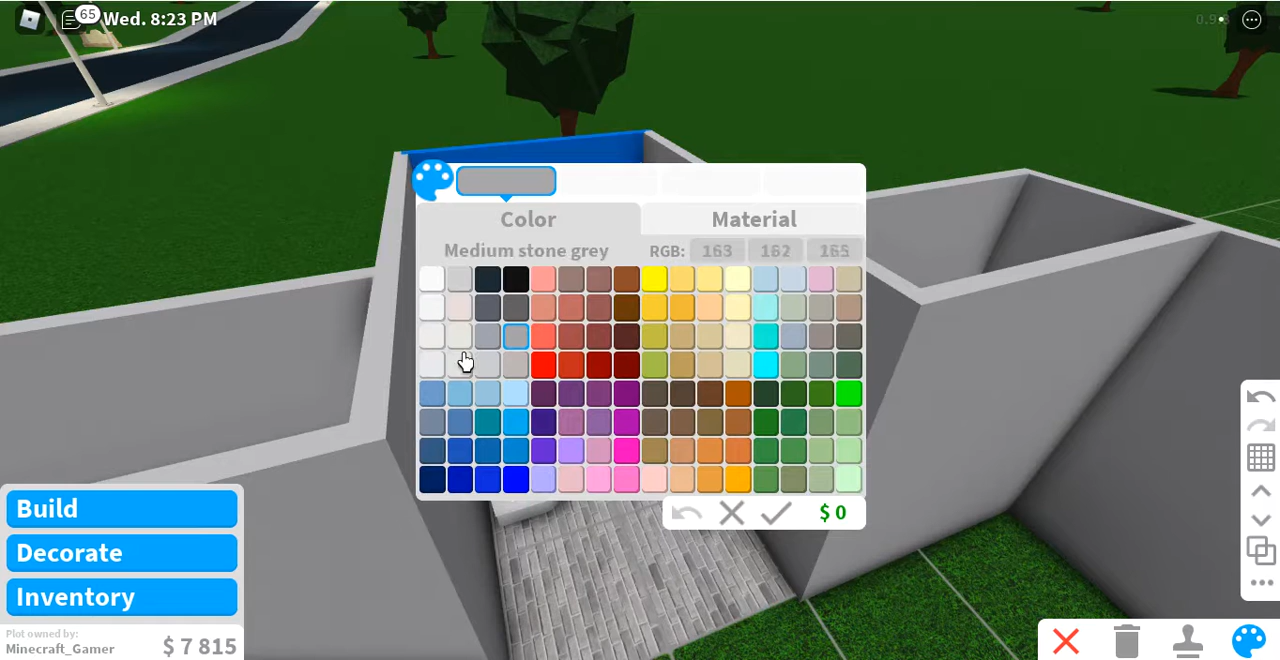 65
Wed. 8:23 PM
Color
Material
Medium stone grey
RGB: 163 162 165
$ 0
Build
Decorate
Inventory
Plot owned by:
Minecraft_Gamer
$ 7 815